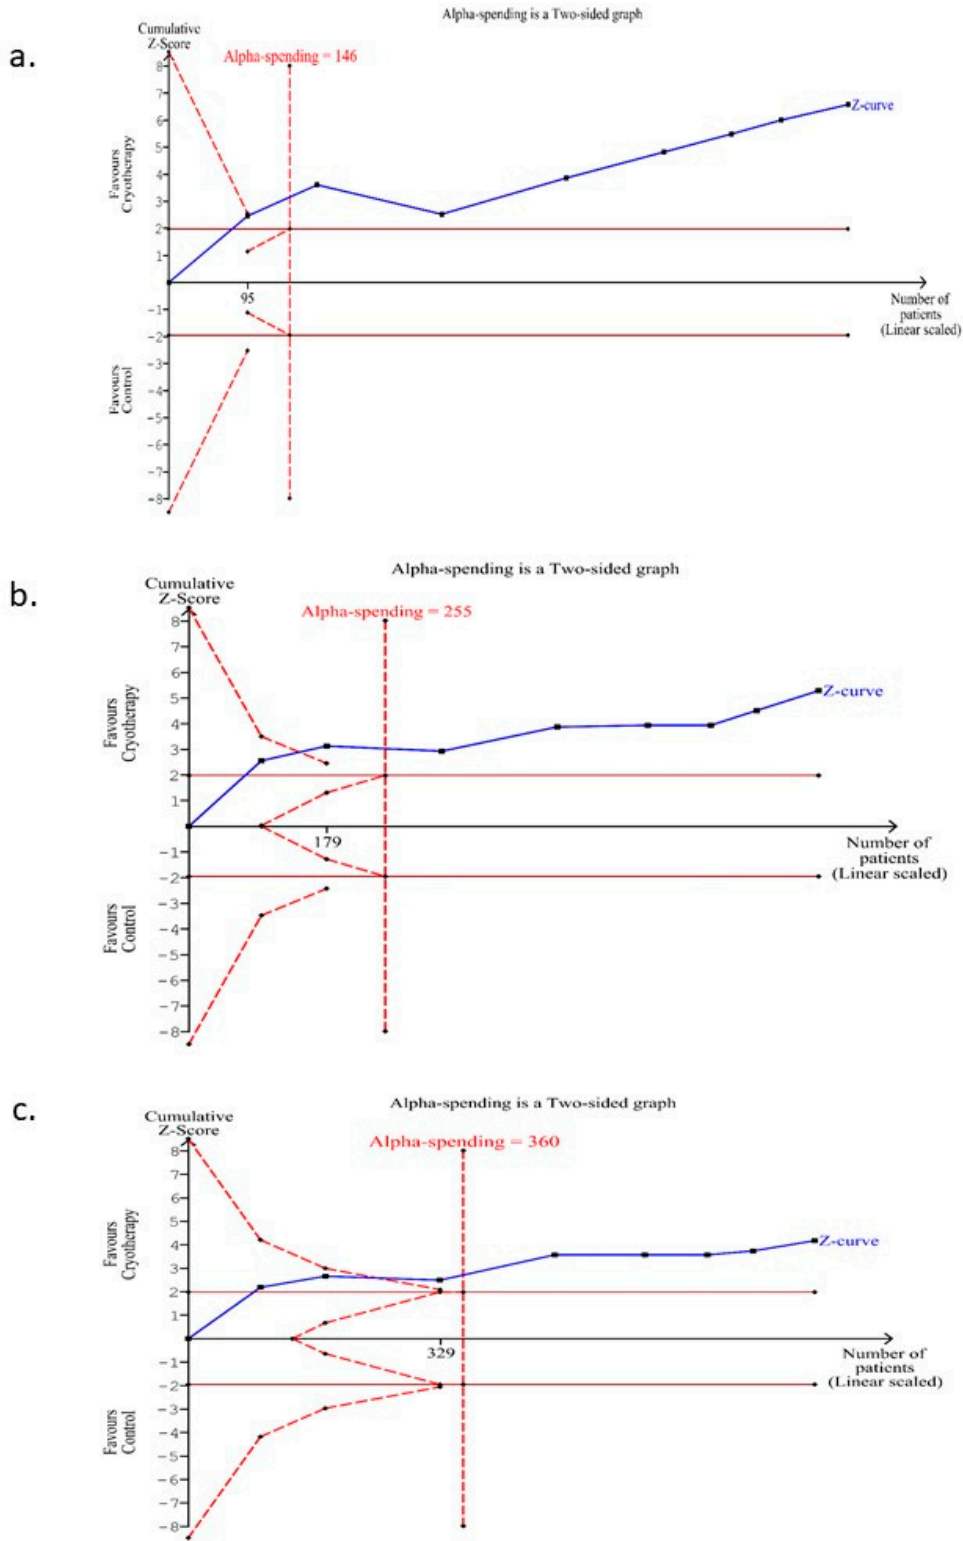 a.
Alpha-spending is a Two-sided graph
Cumulative
Z-Score
Alpha-spending = 146
8
7
6
5
4
3
2
1
-1
-2
-3
-4
-5
-6
-7
-8
Favours
Cryotherapy
Favours
Control
Z-curve
95
Number of
patients
(Linear scaled)
b.
Alpha-spending is a Two-sided graph
Cumulative
Z-Score
Alpha-spending = 255
8
7
6
5
4
3
2
1
-1
-2
-3
-4
-5
-6
-7
-8
Favours
Cryotherapy
Favours
Control
Z-curve
179
Number of
patients
(Linear scaled)
c.
Alpha-spending is a Two-sided graph
Cumulative
Z-Score
Alpha-spending = 360
8
7
6
5
4
3
2
1
-1
-2
-3
-4
-5
-6
-7
-8
Favours
Cryotherapy
Favours
Control
Z-curve
329
Number of
patients
(Linear scaled)